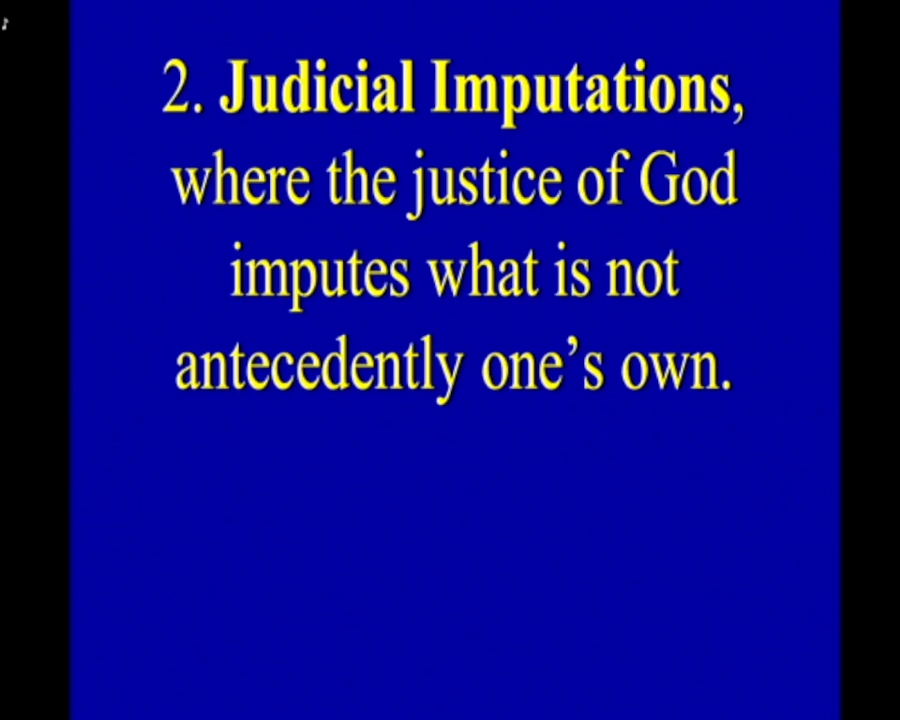 2. Judicial Imputations,
where the justice of God
imputes what is not
antecedently one’s own.